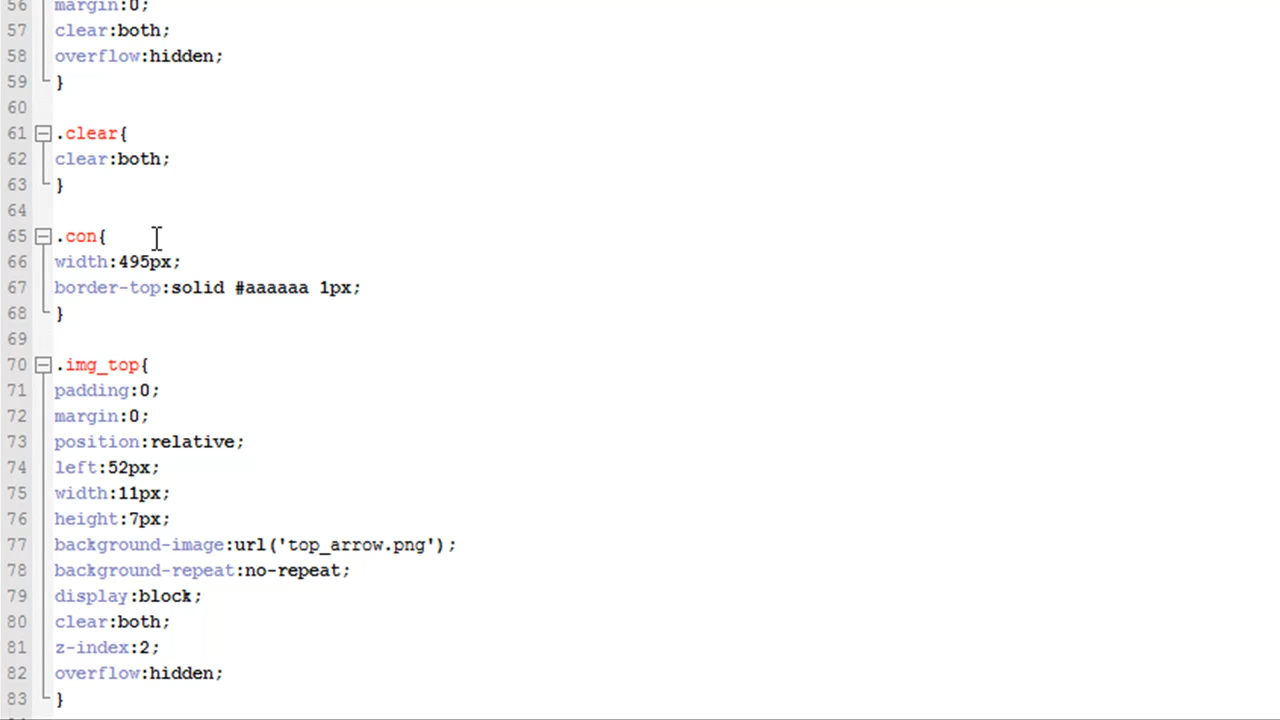 56 margin:0;
57 clear:both;
58 overflow:hidden;
59 }
60
61 .clear{
62 clear:both;
63 }
64
65 .con{
66 width:495px;
67 border-top:solid #aaaaaa 1px;
68 }
69
70 .img_top{
71 padding:0;
72 margin:0;
73 position:relative;
74 left:52px;
75 width:11px;
76 height:7px;
77 background-image:url('top_arrow.png');
78 background-repeat:no-repeat;
79 display:block;
80 clear:both;
81 z-index:2;
82 overflow:hidden;
83 }